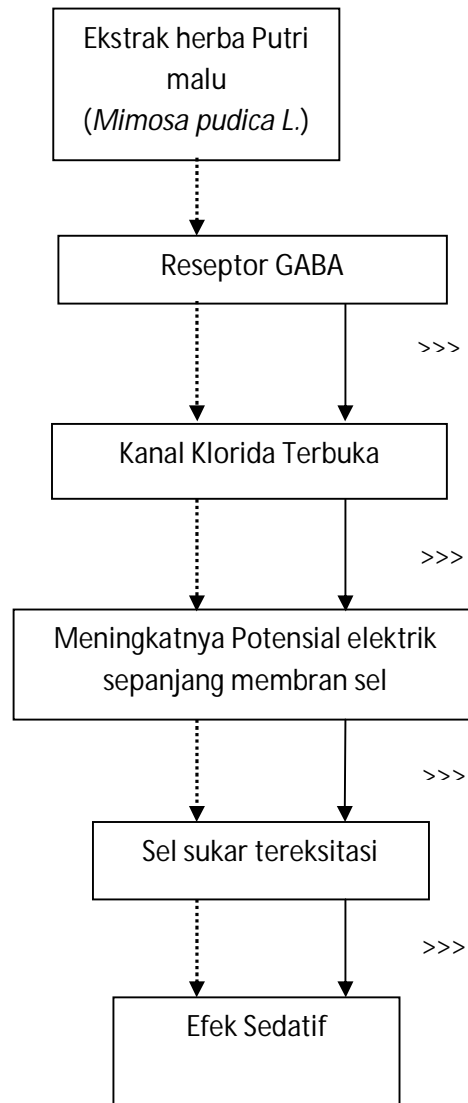 Ekstrak herba Putri
malu
(Mimosa pudica L.)
Reseptor GABA
>>>
Kanal Klorida Terbuka
>>>
Meningkatnya Potensial elektrik
sepanjang membran sel
>>>
Sel sukar tereksitasi
>>>
Efek Sedatif